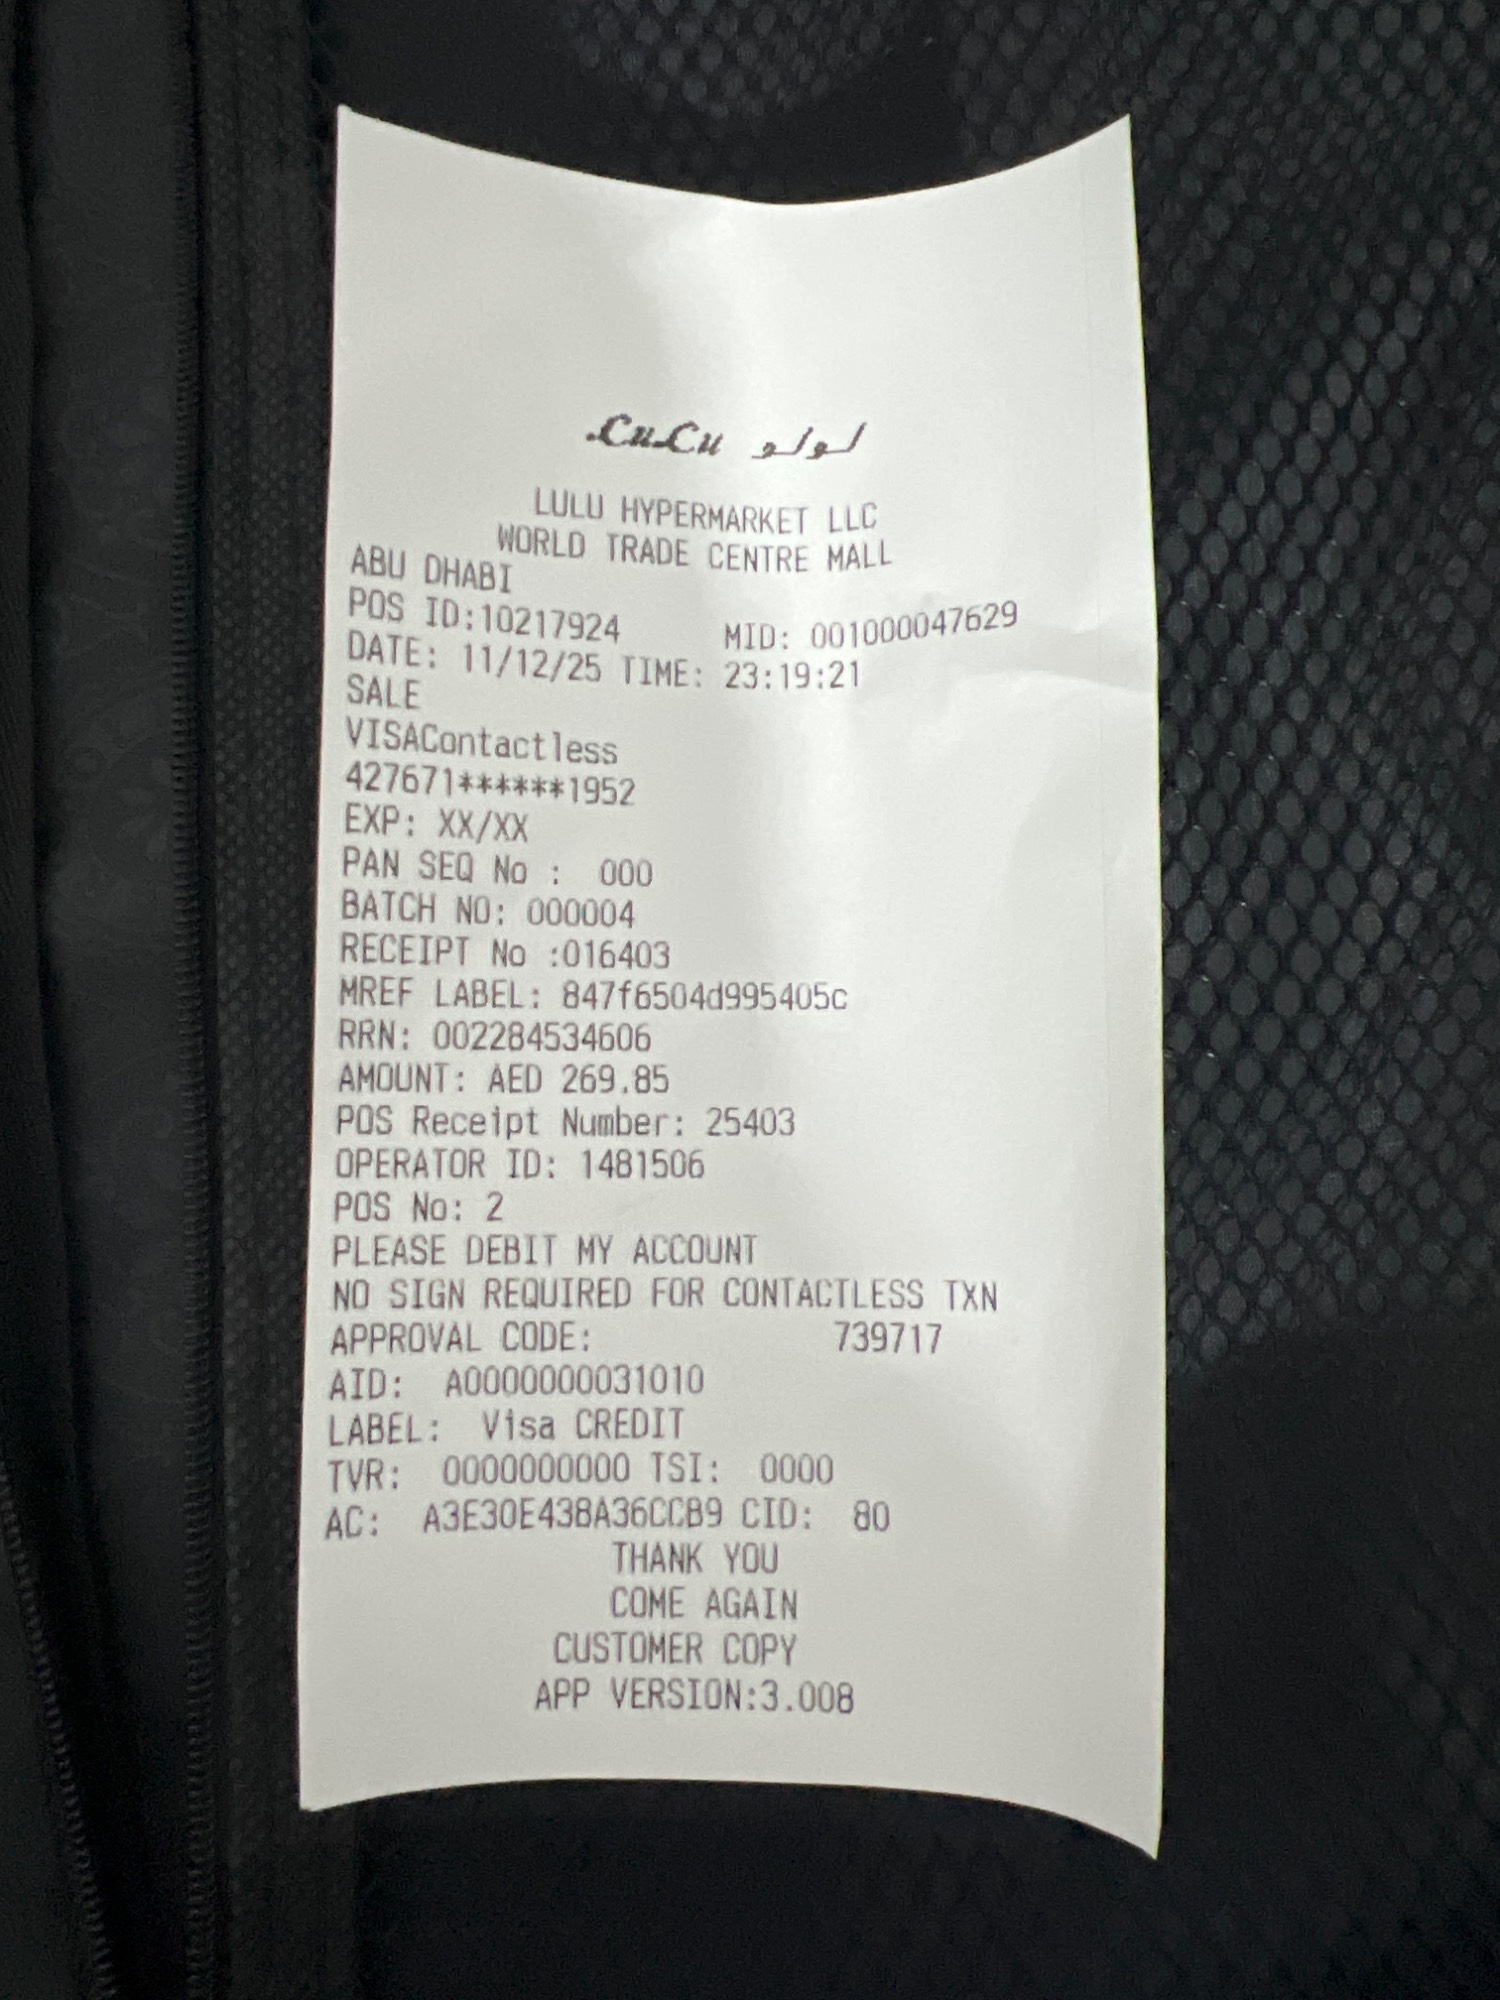 LuLu لولو
LULU HYPERMARKET LLC
WORLD TRADE CENTRE MALL
ABU DHABI
POS ID:10217924 MID: 001000047629
DATE: 11/12/25 TIME: 23:19:21
SALE
VISAContactless
427671******1952
EXP: XX/XX
PAN SEQ No : 000
BATCH NO: 000004
RECEIPT No :016403
MREF LABEL: 847f6504d995405c
RRN: 002284534606
AMOUNT: AED 269.85
POS Receipt Number: 25403
OPERATOR ID: 1481506
POS No: 2
PLEASE DEBIT MY ACCOUNT
NO SIGN REQUIRED FOR CONTACTLESS TXN
APPROVAL CODE: 739717
AID: A0000000031010
LABEL: Visa CREDIT
TVR: 0000000000 TSI: 0000
AC: A3E30E438A36CCB9 CID: 80
THANK YOU
COME AGAIN
CUSTOMER COPY
APP VERSION:3.008